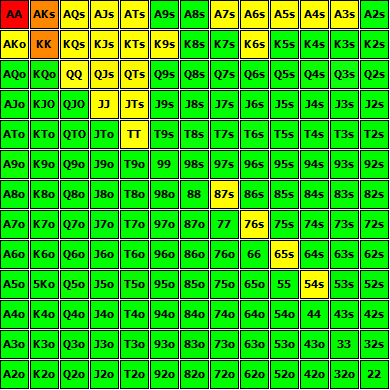 AA AKs AQs AJs ATs A9s A8s A7s A6s A5s A4s A3s A2s
AKo KK KQs KJs KTs K9s K8s K7s K6s K5s K4s K3s K2s
AQo KQo QQ QJs QTs Q9s Q8s Q7s Q6s Q5s Q4s Q3s Q2s
AJo KJO QJO JJ JTs J9s J8s J7s J6s J5s J4s J3s J2s
ATo KTo QTO JTo TT T9s T8s T7s T6s T5s T4s T3s T2s
A9o K9o Q9o J9o T9o 99 98s 97s 96s 95s 94s 93s 92s
A8o K8o Q8o J8o T8o 98o 88 87s 86s 85s 84s 83s 82s
A7o K7o Q7o J7o T7o 97o 87o 77 76s 75s 74s 73s 72s
A6o K6o Q6o J6o T6o 96o 86o 76o 66 65s 64s 63s 62s
A5o 5Ko Q5o J5o T5o 95o 85o 75o 65o 55 54s 53s 52s
A4o K4o Q4o J4o T4o 94o 84o 74o 64o 54o 44 43s 42s
A3o K3o Q3o J3o T3o 93o 83o 73o 63o 53o 43o 33 32s
A2o K2o Q2o J2o T2o 92o 82o 72o 62o 52o 42o 32o 22